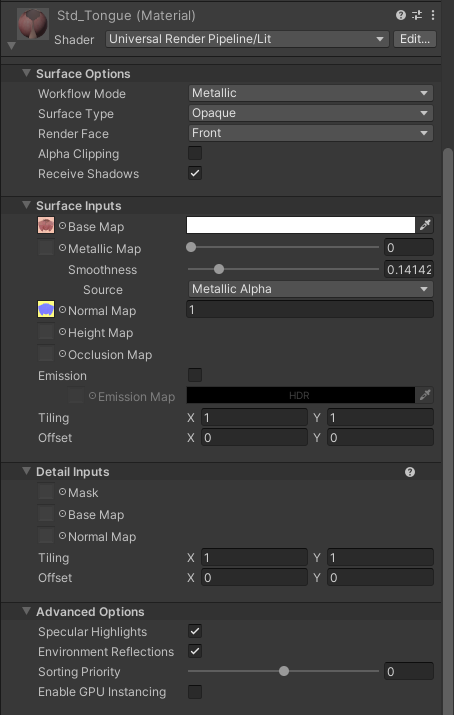 Std_Tongue (Material)
Shader Universal Render Pipeline/Lit Edit...
Surface Options
Workflow Mode Metallic
Surface Type Opaque
Render Face Front
Alpha Clipping
Receive Shadows
Surface Inputs
Base Map
Metallic Map 0
Smoothness 0.14142
Source Metallic Alpha
Normal Map 1
Height Map
Occlusion Map
Emission
Emission Map HDR
Tiling X 1 Y 1
Offset X 0 Y 0
Detail Inputs
Mask
Base Map
Normal Map
Tiling X 1 Y 1
Offset X 0 Y 0
Advanced Options
Specular Highlights
Environment Reflections
Sorting Priority 0
Enable GPU Instancing